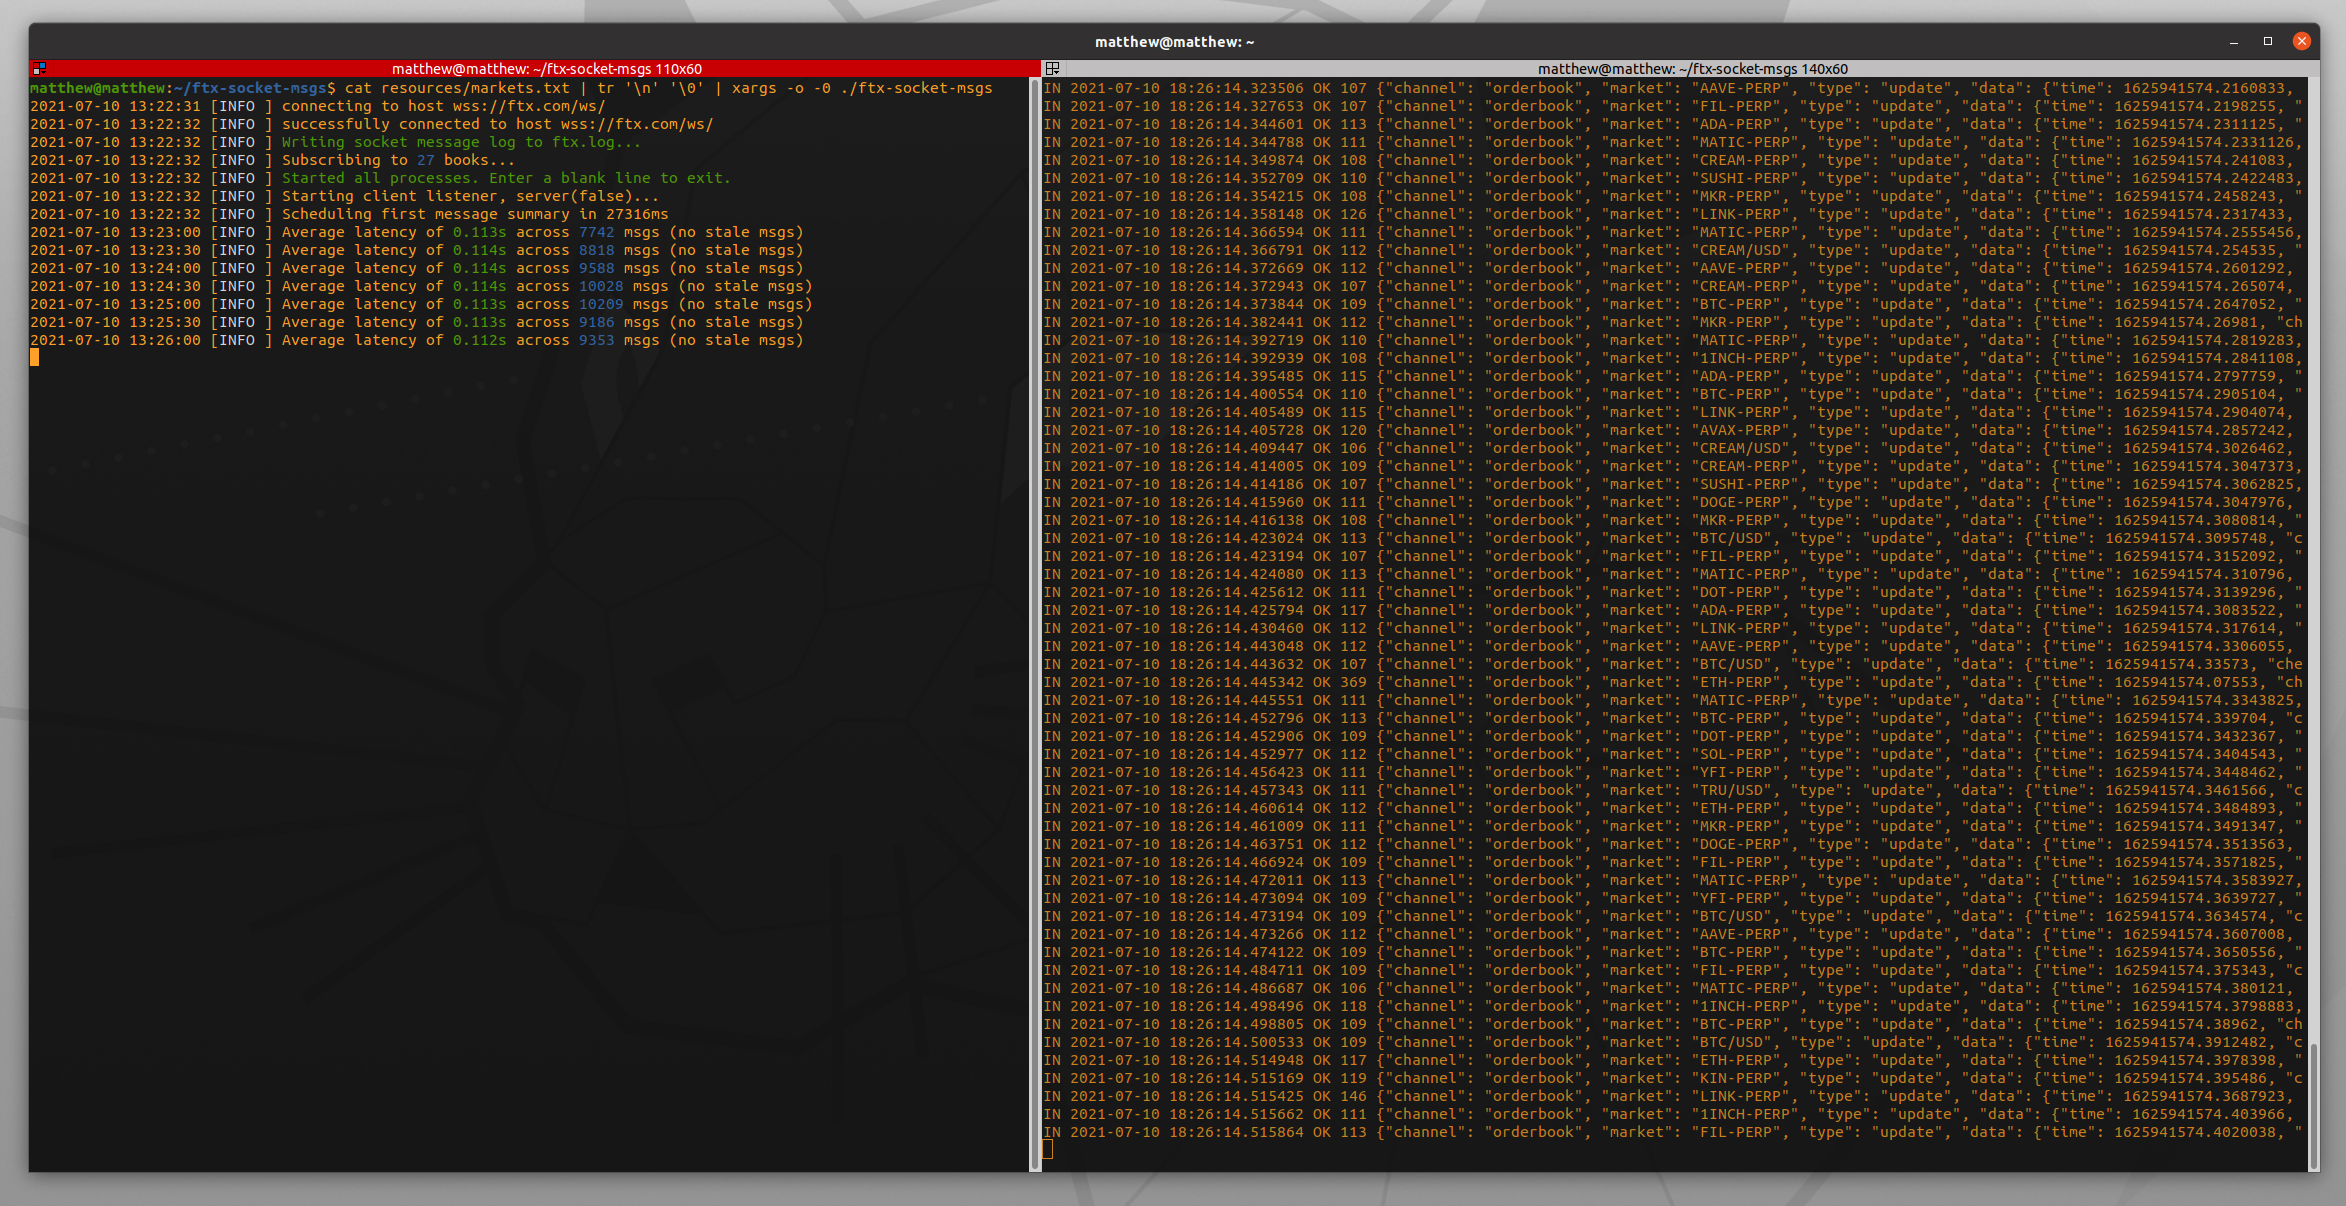 matthew@matthew: ~
matthew@matthew: ~/ftx-socket-msgs 110x60
matthew@matthew:~/ftx-socket-msgs$ cat resources/markets.txt | tr '\n' '\0' | xargs -o -0 ./ftx-socket-msgs
2021-07-10 13:22:31 [INFO ] connecting to host wss://ftx.com/ws/
2021-07-10 13:22:32 [INFO ] successfully connected to host wss://ftx.com/ws/
2021-07-10 13:22:32 [INFO ] Writing socket message log to ftx.log...
2021-07-10 13:22:32 [INFO ] Subscribing to 27 books...
2021-07-10 13:22:32 [INFO ] Started all processes. Enter a blank line to exit.
2021-07-10 13:22:32 [INFO ] Starting client listener, server(false)...
2021-07-10 13:22:32 [INFO ] Scheduling first message summary in 27316ms
2021-07-10 13:23:00 [INFO ] Average latency of 0.113s across 7742 msgs (no stale msgs)
2021-07-10 13:23:30 [INFO ] Average latency of 0.114s across 8818 msgs (no stale msgs)
2021-07-10 13:24:00 [INFO ] Average latency of 0.114s across 9588 msgs (no stale msgs)
2021-07-10 13:24:30 [INFO ] Average latency of 0.114s across 10028 msgs (no stale msgs)
2021-07-10 13:25:00 [INFO ] Average latency of 0.113s across 10209 msgs (no stale msgs)
2021-07-10 13:25:30 [INFO ] Average latency of 0.113s across 9186 msgs (no stale msgs)
2021-07-10 13:26:00 [INFO ] Average latency of 0.112s across 9353 msgs (no stale msgs)
matthew@matthew: ~/ftx-socket-msgs 140x60
IN 2021-07-10 18:26:14.323506 OK 107 {"channel": "orderbook", "market": "AAVE-PERP", "type": "update", "data": {"time": 1625941574.2160833,
IN 2021-07-10 18:26:14.327653 OK 107 {"channel": "orderbook", "market": "FIL-PERP", "type": "update", "data": {"time": 1625941574.2198255, "
IN 2021-07-10 18:26:14.344601 OK 113 {"channel": "orderbook", "market": "ADA-PERP", "type": "update", "data": {"time": 1625941574.2311125, "
IN 2021-07-10 18:26:14.344788 OK 111 {"channel": "orderbook", "market": "MATIC-PERP", "type": "update", "data": {"time": 1625941574.2331126,
IN 2021-07-10 18:26:14.349874 OK 108 {"channel": "orderbook", "market": "CREAM-PERP", "type": "update", "data": {"time": 1625941574.241083,
IN 2021-07-10 18:26:14.352709 OK 110 {"channel": "orderbook", "market": "SUSHI-PERP", "type": "update", "data": {"time": 1625941574.2422483,
IN 2021-07-10 18:26:14.354215 OK 108 {"channel": "orderbook", "market": "MKR-PERP", "type": "update", "data": {"time": 1625941574.2458243, "
IN 2021-07-10 18:26:14.358148 OK 126 {"channel": "orderbook", "market": "LINK-PERP", "type": "update", "data": {"time": 1625941574.2317433,
IN 2021-07-10 18:26:14.366594 OK 111 {"channel": "orderbook", "market": "MATIC-PERP", "type": "update", "data": {"time": 1625941574.2555456,
IN 2021-07-10 18:26:14.366791 OK 112 {"channel": "orderbook", "market": "CREAM/USD", "type": "update", "data": {"time": 1625941574.254535, "
IN 2021-07-10 18:26:14.372669 OK 112 {"channel": "orderbook", "market": "AAVE-PERP", "type": "update", "data": {"time": 1625941574.2601292,
IN 2021-07-10 18:26:14.372943 OK 107 {"channel": "orderbook", "market": "CREAM-PERP", "type": "update", "data": {"time": 1625941574.265074,
IN 2021-07-10 18:26:14.373844 OK 109 {"channel": "orderbook", "market": "BTC-PERP", "type": "update", "data": {"time": 1625941574.2647052, "
IN 2021-07-10 18:26:14.382441 OK 112 {"channel": "orderbook", "market": "MKR-PERP", "type": "update", "data": {"time": 1625941574.26981, "ch
IN 2021-07-10 18:26:14.392719 OK 110 {"channel": "orderbook", "market": "MATIC-PERP", "type": "update", "data": {"time": 1625941574.2819283,
IN 2021-07-10 18:26:14.392939 OK 108 {"channel": "orderbook", "market": "1INCH-PERP", "type": "update", "data": {"time": 1625941574.2841108,
IN 2021-07-10 18:26:14.395485 OK 115 {"channel": "orderbook", "market": "ADA-PERP", "type": "update", "data": {"time": 1625941574.2797759, "
IN 2021-07-10 18:26:14.400554 OK 110 {"channel": "orderbook", "market": "BTC-PERP", "type": "update", "data": {"time": 1625941574.2905104, "
IN 2021-07-10 18:26:14.405489 OK 115 {"channel": "orderbook", "market": "LINK-PERP", "type": "update", "data": {"time": 1625941574.2904074,
IN 2021-07-10 18:26:14.405728 OK 120 {"channel": "orderbook", "market": "AVAX-PERP", "type": "update", "data": {"time": 1625941574.2857242,
IN 2021-07-10 18:26:14.409447 OK 106 {"channel": "orderbook", "market": "CREAM/USD", "type": "update", "data": {"time": 1625941574.3026462,
IN 2021-07-10 18:26:14.414005 OK 109 {"channel": "orderbook", "market": "CREAM-PERP", "type": "update", "data": {"time": 1625941574.3047373,
IN 2021-07-10 18:26:14.414186 OK 107 {"channel": "orderbook", "market": "SUSHI-PERP", "type": "update", "data": {"time": 1625941574.3062825,
IN 2021-07-10 18:26:14.415960 OK 111 {"channel": "orderbook", "market": "DOGE-PERP", "type": "update", "data": {"time": 1625941574.3047976,
IN 2021-07-10 18:26:14.416138 OK 108 {"channel": "orderbook", "market": "MKR-PERP", "type": "update", "data": {"time": 1625941574.3080814, "
IN 2021-07-10 18:26:14.423024 OK 113 {"channel": "orderbook", "market": "BTC/USD", "type": "update", "data": {"time": 1625941574.3095748, "c
IN 2021-07-10 18:26:14.423194 OK 107 {"channel": "orderbook", "market": "FIL-PERP", "type": "update", "data": {"time": 1625941574.3152092, "
IN 2021-07-10 18:26:14.424080 OK 113 {"channel": "orderbook", "market": "MATIC-PERP", "type": "update", "data": {"time": 1625941574.310796,
IN 2021-07-10 18:26:14.425612 OK 111 {"channel": "orderbook", "market": "DOT-PERP", "type": "update", "data": {"time": 1625941574.3139296, "
IN 2021-07-10 18:26:14.425794 OK 117 {"channel": "orderbook", "market": "ADA-PERP", "type": "update", "data": {"time": 1625941574.3083522, "
IN 2021-07-10 18:26:14.430460 OK 112 {"channel": "orderbook", "market": "LINK-PERP", "type": "update", "data": {"time": 1625941574.317614, "
IN 2021-07-10 18:26:14.443048 OK 112 {"channel": "orderbook", "market": "AAVE-PERP", "type": "update", "data": {"time": 1625941574.3306055,
IN 2021-07-10 18:26:14.443632 OK 107 {"channel": "orderbook", "market": "BTC/USD", "type": "update", "data": {"time": 1625941574.33573, "che
IN 2021-07-10 18:26:14.445342 OK 369 {"channel": "orderbook", "market": "ETH-PERP", "type": "update", "data": {"time": 1625941574.07553, "ch
IN 2021-07-10 18:26:14.445551 OK 111 {"channel": "orderbook", "market": "MATIC-PERP", "type": "update", "data": {"time": 1625941574.3343825,
IN 2021-07-10 18:26:14.452796 OK 113 {"channel": "orderbook", "market": "BTC-PERP", "type": "update", "data": {"time": 1625941574.339704, "c
IN 2021-07-10 18:26:14.452906 OK 109 {"channel": "orderbook", "market": "DOT-PERP", "type": "update", "data": {"time": 1625941574.3432367, "
IN 2021-07-10 18:26:14.452977 OK 112 {"channel": "orderbook", "market": "SOL-PERP", "type": "update", "data": {"time": 1625941574.3404543, "
IN 2021-07-10 18:26:14.456423 OK 111 {"channel": "orderbook", "market": "YFI-PERP", "type": "update", "data": {"time": 1625941574.3448462, "
IN 2021-07-10 18:26:14.457343 OK 111 {"channel": "orderbook", "market": "TRU/USD", "type": "update", "data": {"time": 1625941574.3461566, "c
IN 2021-07-10 18:26:14.460614 OK 112 {"channel": "orderbook", "market": "ETH-PERP", "type": "update", "data": {"time": 1625941574.3484893, "
IN 2021-07-10 18:26:14.461009 OK 111 {"channel": "orderbook", "market": "MKR-PERP", "type": "update", "data": {"time": 1625941574.3491347, "
IN 2021-07-10 18:26:14.463751 OK 112 {"channel": "orderbook", "market": "DOGE-PERP", "type": "update", "data": {"time": 1625941574.3513563,
IN 2021-07-10 18:26:14.466924 OK 109 {"channel": "orderbook", "market": "FIL-PERP", "type": "update", "data": {"time": 1625941574.3571825, "
IN 2021-07-10 18:26:14.472011 OK 113 {"channel": "orderbook", "market": "MATIC-PERP", "type": "update", "data": {"time": 1625941574.3583927,
IN 2021-07-10 18:26:14.473094 OK 109 {"channel": "orderbook", "market": "YFI-PERP", "type": "update", "data": {"time": 1625941574.3639727, "
IN 2021-07-10 18:26:14.473194 OK 109 {"channel": "orderbook", "market": "BTC/USD", "type": "update", "data": {"time": 1625941574.3634574, "c
IN 2021-07-10 18:26:14.473266 OK 112 {"channel": "orderbook", "market": "AAVE-PERP", "type": "update", "data": {"time": 1625941574.3607008,
IN 2021-07-10 18:26:14.474122 OK 109 {"channel": "orderbook", "market": "BTC-PERP", "type": "update", "data": {"time": 1625941574.3650556, "
IN 2021-07-10 18:26:14.484711 OK 109 {"channel": "orderbook", "market": "FIL-PERP", "type": "update", "data": {"time": 1625941574.375343, "c
IN 2021-07-10 18:26:14.486687 OK 106 {"channel": "orderbook", "market": "MATIC-PERP", "type": "update", "data": {"time": 1625941574.380121,
IN 2021-07-10 18:26:14.498496 OK 118 {"channel": "orderbook", "market": "1INCH-PERP", "type": "update", "data": {"time": 1625941574.3798883,
IN 2021-07-10 18:26:14.498805 OK 109 {"channel": "orderbook", "market": "BTC-PERP", "type": "update", "data": {"time": 1625941574.38962, "ch
IN 2021-07-10 18:26:14.500533 OK 109 {"channel": "orderbook", "market": "BTC/USD", "type": "update", "data": {"time": 1625941574.3912482, "c
IN 2021-07-10 18:26:14.514948 OK 117 {"channel": "orderbook", "market": "ETH-PERP", "type": "update", "data": {"time": 1625941574.3978398, "
IN 2021-07-10 18:26:14.515169 OK 119 {"channel": "orderbook", "market": "KIN-PERP", "type": "update", "data": {"time": 1625941574.395486, "c
IN 2021-07-10 18:26:14.515425 OK 146 {"channel": "orderbook", "market": "LINK-PERP", "type": "update", "data": {"time": 1625941574.3687923,
IN 2021-07-10 18:26:14.515662 OK 111 {"channel": "orderbook", "market": "1INCH-PERP", "type": "update", "data": {"time": 1625941574.403966,
IN 2021-07-10 18:26:14.515864 OK 113 {"channel": "orderbook", "market": "FIL-PERP", "type": "update", "data": {"time": 1625941574.4020038, "